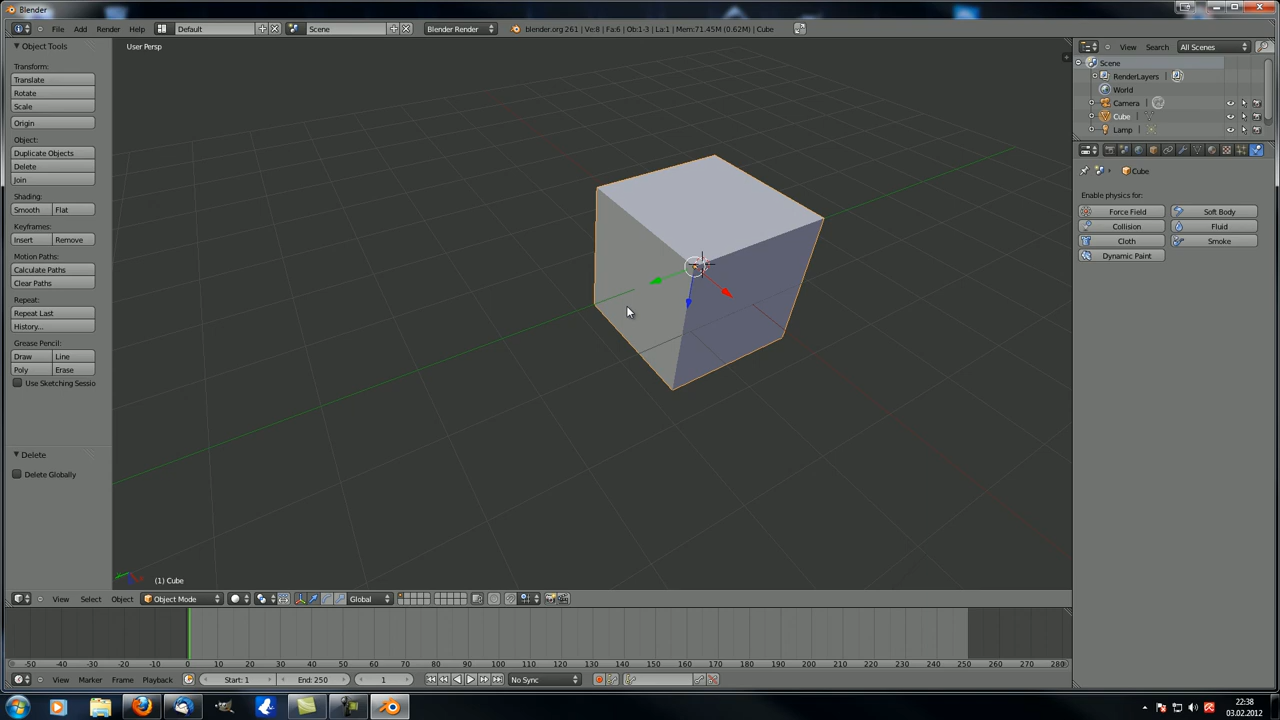 Blender
File Add Render Help Default Scene Blender Render blender.org 261 | Ve:8 | Fa:6 | Ob:1-3 | La:1 | Mem:71.45M (0.62M) | Cube
Object Tools
Transform:
Translate
Rotate
Scale
Origin
Object:
Duplicate Objects
Delete
Join
Shading:
Smooth Flat
Keyframes:
Insert Remove
Motion Paths:
Calculate Paths
Clear Paths
Repeat:
Repeat Last
History...
Grease Pencil:
Draw Line
Poly Erase
Use Sketching Sessio
Delete
Delete Globally
User Persp
(1) Cube
View Search All Scenes
Scene
RenderLayers
World
Camera
Cube
Lamp
Cube
Enable physics for:
Force Field Soft Body
Collision Fluid
Cloth Smoke
Dynamic Paint
View Select Object Object Mode Global
-50 -40 -30 -20 -10 0 10 20 30 40 50 60 70 80 90 100 110 120 130 140 150 160 170 180 190 200 210 220 230 240 250 260 270 280
View Marker Frame Playback Start: 1 End: 250 1 No Sync
22:38
03.02.2012